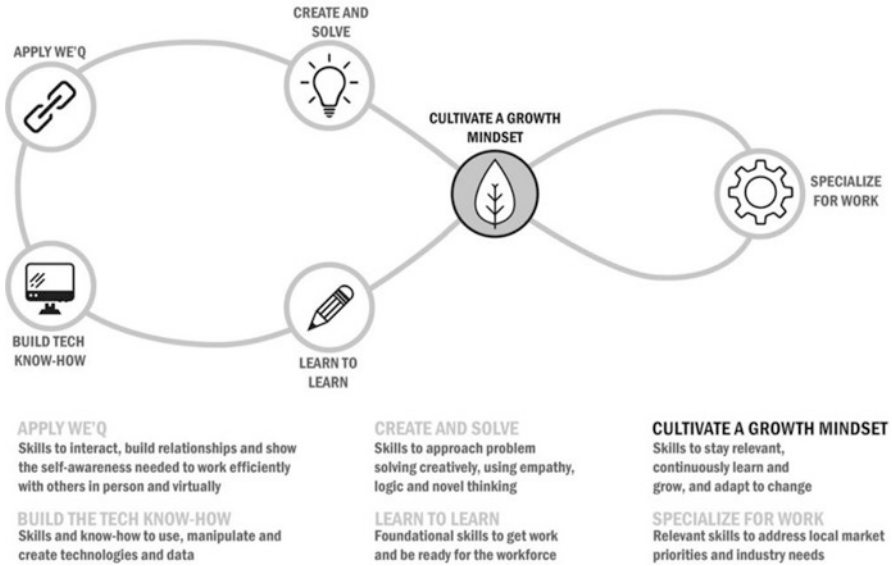 CREATE AND
SOLVE
APPLY WE'Q
CULTIVATE A GROWTH
MINDSET
SPECIALIZE
FOR WORK
BUILD TECH
KNOW-HOW
LEARN TO
LEARN
APPLY WE'Q
Skills to interact, build relationships and show
the self-awareness needed to work efficiently
with others in person and virtually
CREATE AND SOLVE
Skills to approach problem
solving creatively, using empathy,
logic and novel thinking
CULTIVATE A GROWTH MINDSET
Skills to stay relevant,
continuously learn and
grow, and adapt to change
BUILD THE TECH KNOW-HOW
Skills and know-how to use, manipulate and
create technologies and data
LEARN TO LEARN
Foundational skills to get work
and be ready for the workforce
SPECIALIZE FOR WORK
Relevant skills to address local market
priorities and industry needs